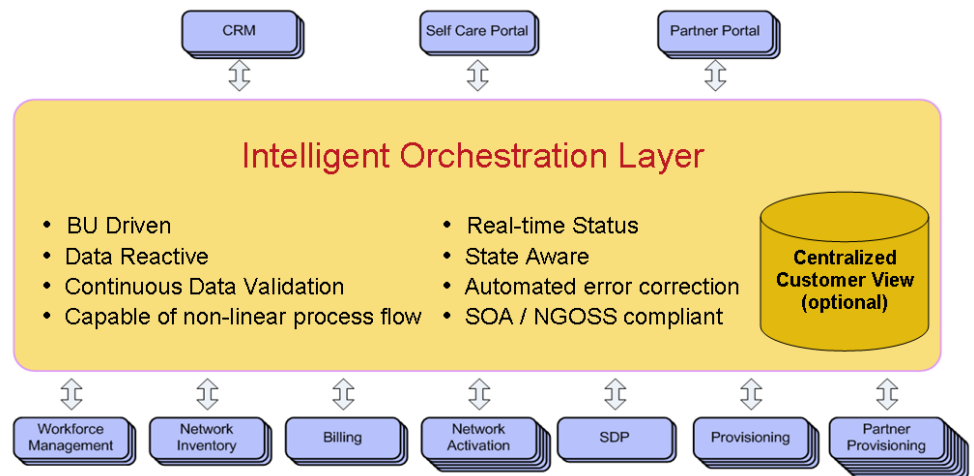 CRM
Self Care Portal
Partner Portal
Intelligent Orchestration Layer
• BU Driven
• Data Reactive
• Continuous Data Validation
• Capable of non-linear process flow
• Real-time Status
• State Aware
• Automated error correction
• SOA / NGOSS compliant
Centralized
Customer View
(optional)
Workforce
Management
Network
Inventory
Billing
Network
Activation
SDP
Provisioning
Partner
Provisioning